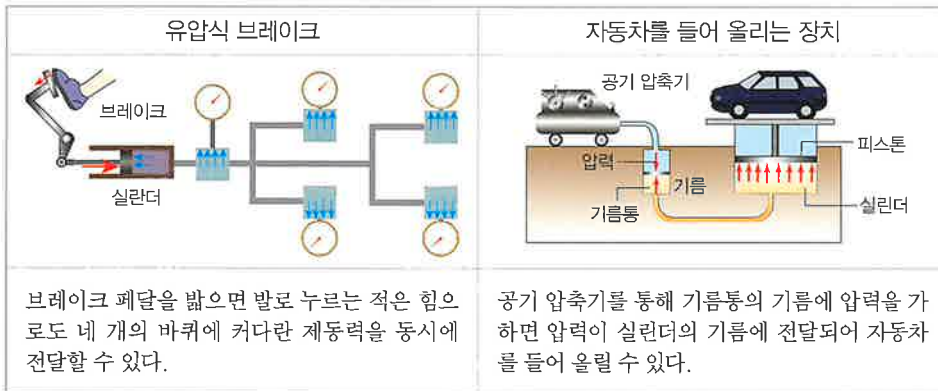 유압식 브레이크
브레이크
실란더
브레이크 페달을 밟으면 발로 누르는 적은 힘으
로도 네 개의 바퀴에 커다란 제동력을 동시에
전달할 수 있다.
자동차를 들어 올리는 장치
공기 압축기
압력
기름
기름통
피스톤
실린더
공기 압축기를 통해 기름통의 기름에 압력을 가
하면 압력이 실린더의 기름에 전달되어 자동차
를 들어 올릴 수 있다.